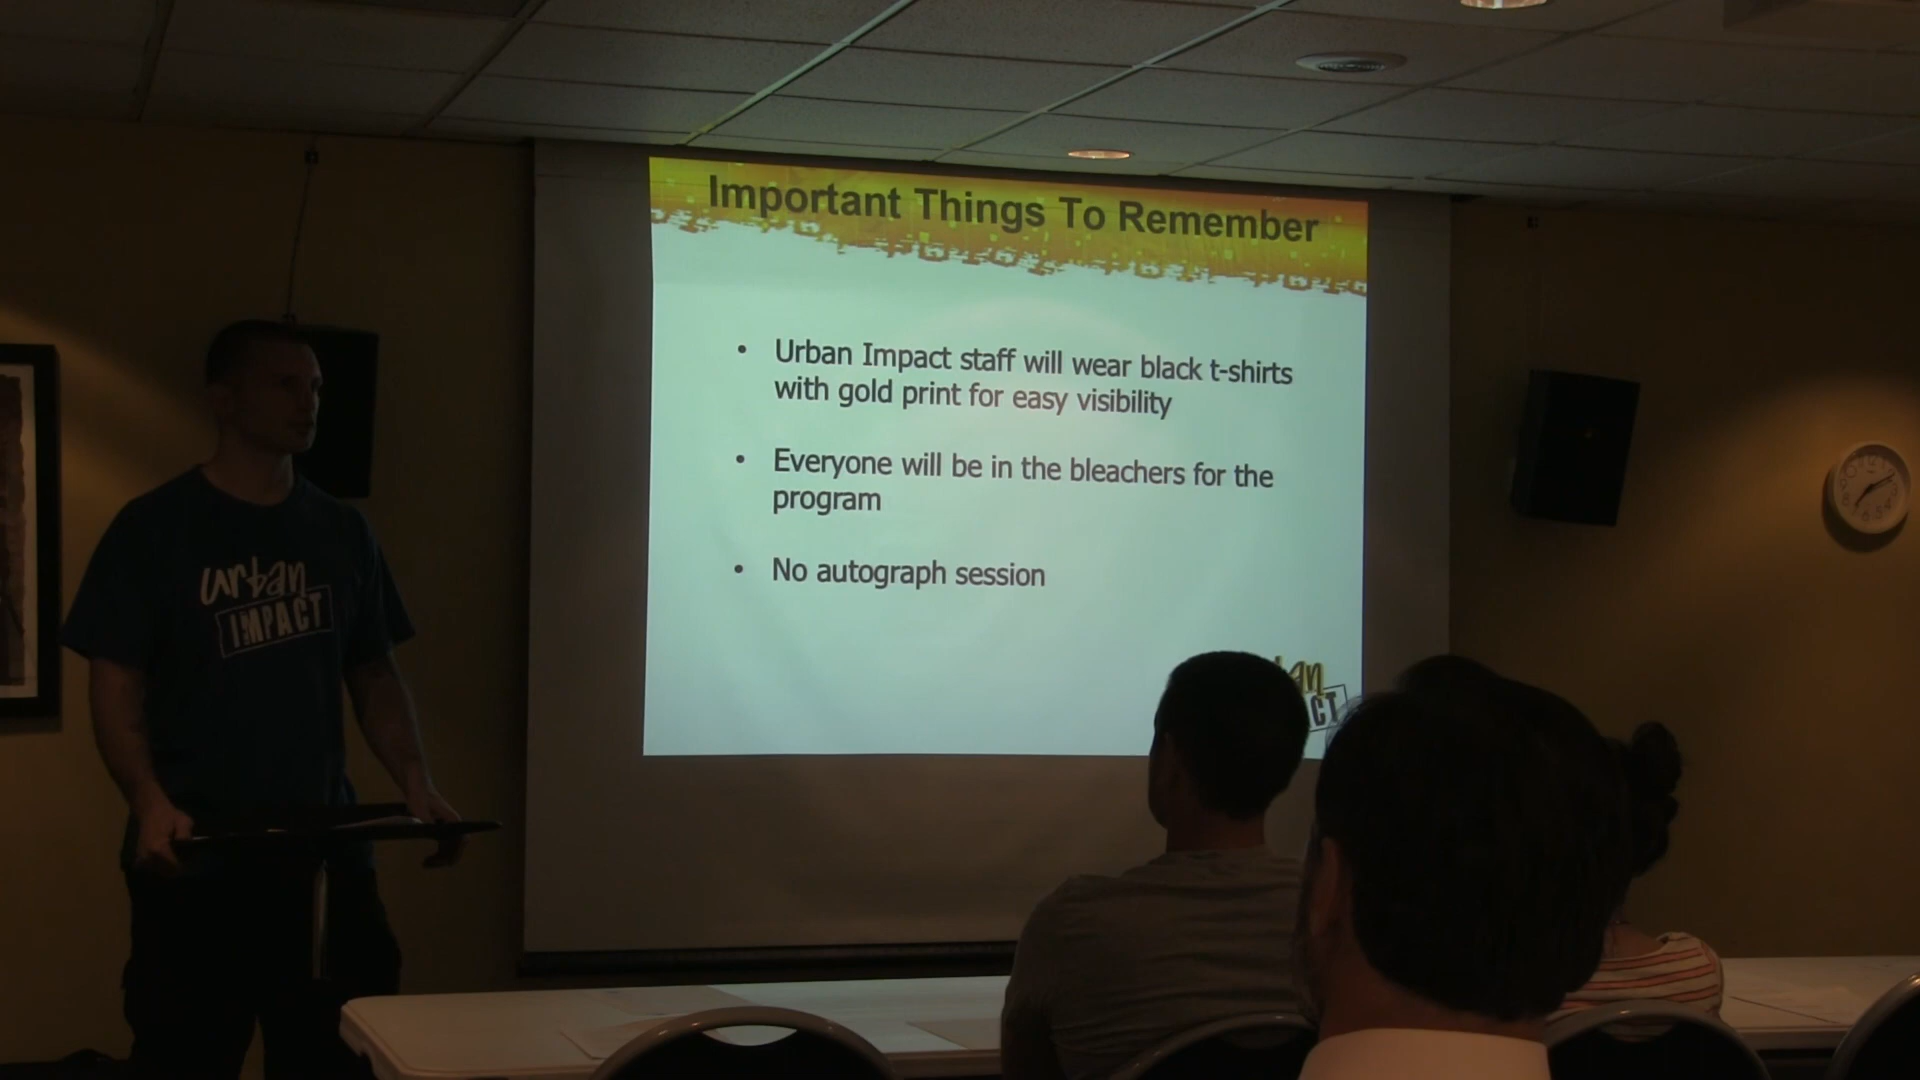 Important Things To Remember
• Urban Impact staff will wear black t-shirts
with gold print for easy visibility
• Everyone will be in the bleachers for the
program
• No autograph session
urban
IMPACT